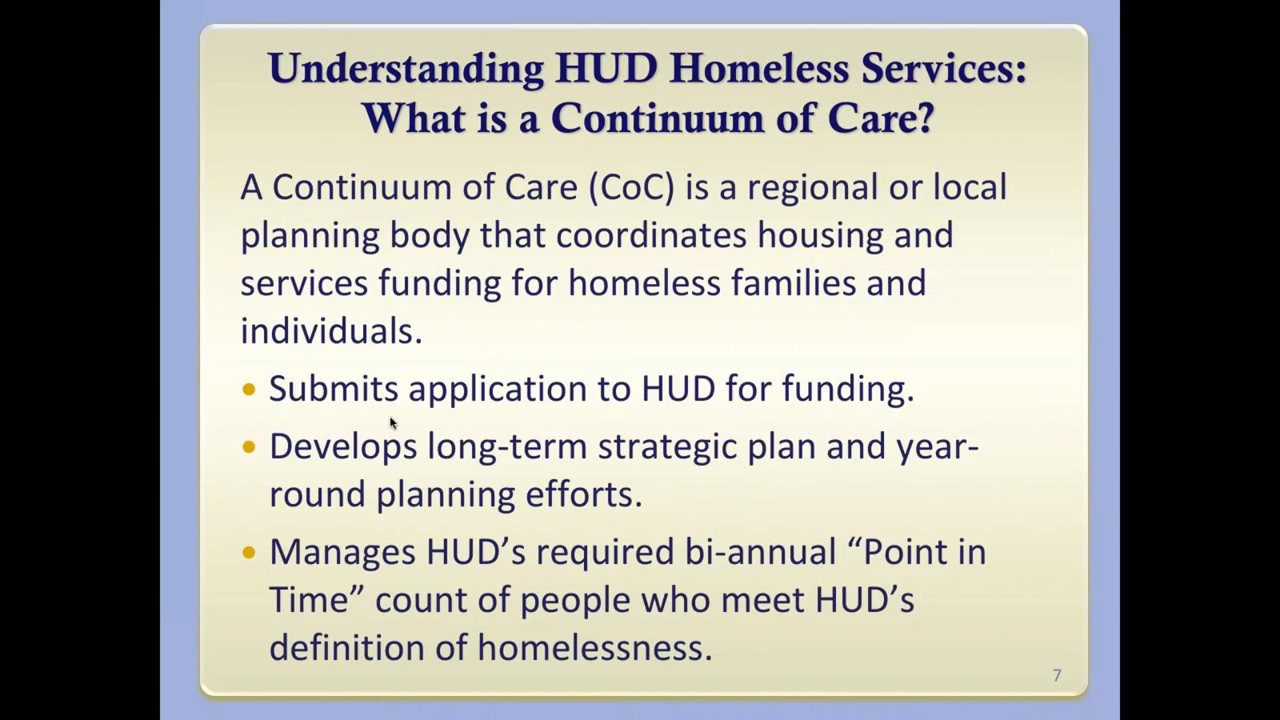 Understanding HUD Homeless Services:
What is a Continuum of Care?
A Continuum of Care (CoC) is a regional or local
planning body that coordinates housing and
services funding for homeless families and
individuals.
• Submits application to HUD for funding.
• Develops long-term strategic plan and year-
round planning efforts.
• Manages HUD’s required bi-annual “Point in
Time” count of people who meet HUD’s
definition of homelessness.
7